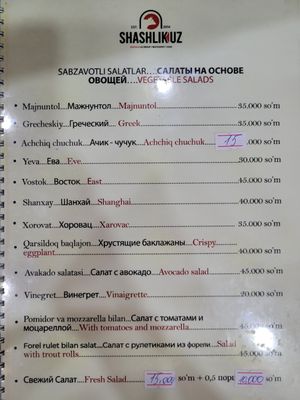 SHASHLIKUZ
SABZAVOTLI SALATLAR....САЛАТЫ НА ОСНОВЕ
ОВОЩЕЙ....VEGETABLE SALADS
Majnuntol....Мажнунтол....Majnuntol 35.000 so'm
Grecheskiy....Греческий.... Greek 35.000 so'm
Achchiq chuchuk....Ачик - чучук....Achchiq chuchuk 15 .000 so'm
Yeva....Ева....Eve 30.000 so'm
Vostok....Восток....East 45.000 so'm
Shanxay....Шанхай....Shanghai 40.000 so'm
Xorovat....Хоровац....Xarovac 35.000 so'm
Qarsildoq baqlajon....Хрустящие баклажаны....Crispy
eggplant 40.000 so'm
Avakado salatasi....Салат с авокадо....Avocado salad 45.000 so'm
Vinegret....Винегрет....Vinaigrette 20.000 so'm
Pomidor va mozzarella bilan....Салат с томатами и
моцареллой....With tomatoes and mozzarella 45.000 so'm
Forel rulet bilan salat....Салат с рулетиками из форели....Salad
with trout rolls 45.000 so'm
Свежий Салат....Fresh Salad 15.000 so'm + 0,5 порц 10.000 so'm